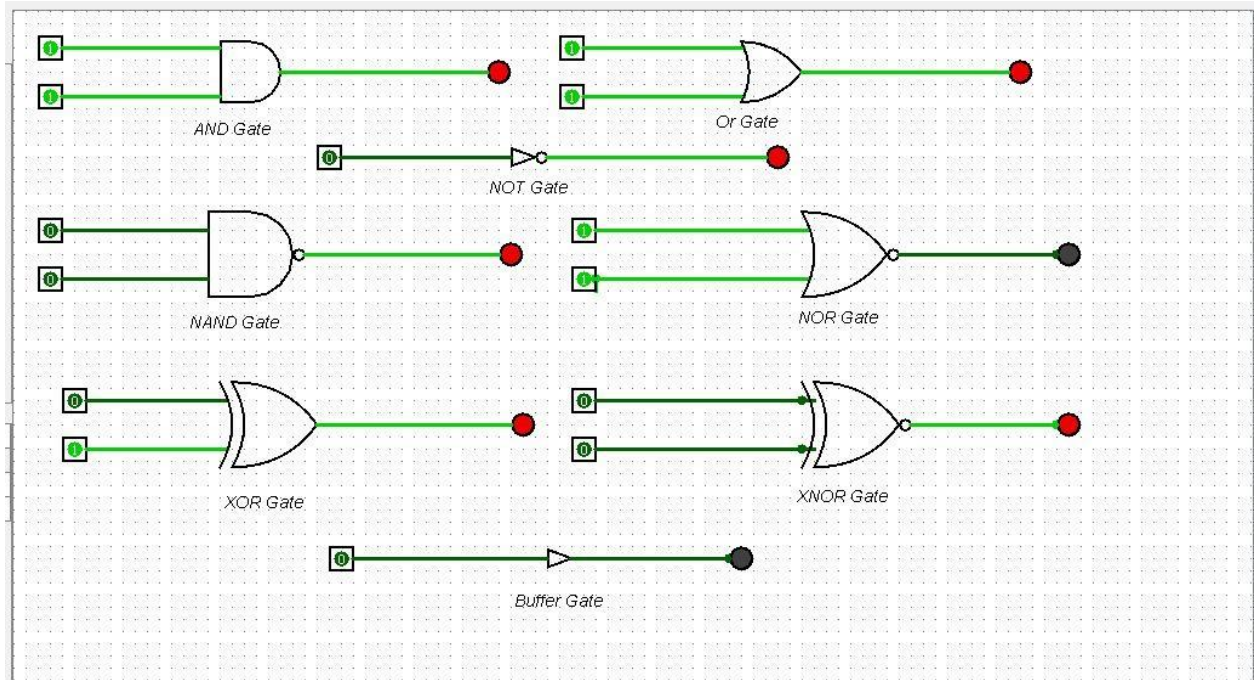 1
1
AND Gate
1
1
Or Gate
0
NOT Gate
0
0
NAND Gate
1
1
NOR Gate
0
1
XOR Gate
0
0
XNOR Gate
0
Buffer Gate